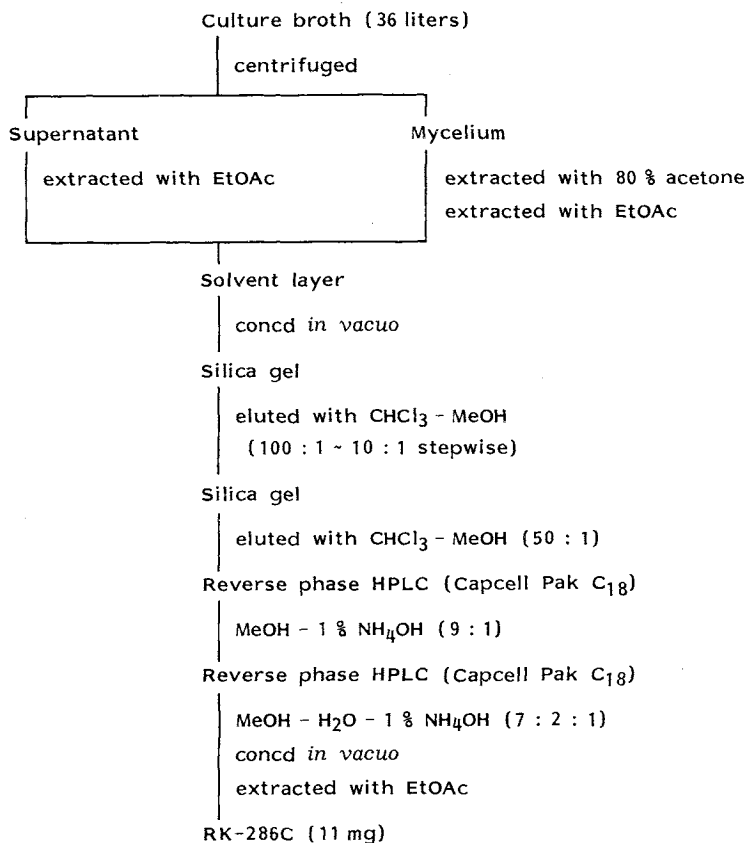 Culture broth (36 liters)
centrifuged
Supernatant
Mycelium
extracted with EtOAc
extracted with 80 % acetone
extracted with EtOAc
Solvent layer
concd in vacuo
Silica gel
eluted with CHCl3 - MeOH
(100 : 1 ~ 10 : 1 stepwise)
Silica gel
eluted with CHCl3 - MeOH (50 : 1)
Reverse phase HPLC (Capcell Pak C18)
MeOH - 1 % NH4OH (9 : 1)
Reverse phase HPLC (Capcell Pak C18)
MeOH - H2O - 1 % NH4OH (7 : 2 : 1)
concd in vacuo
extracted with EtOAc
RK-286C (11 mg)